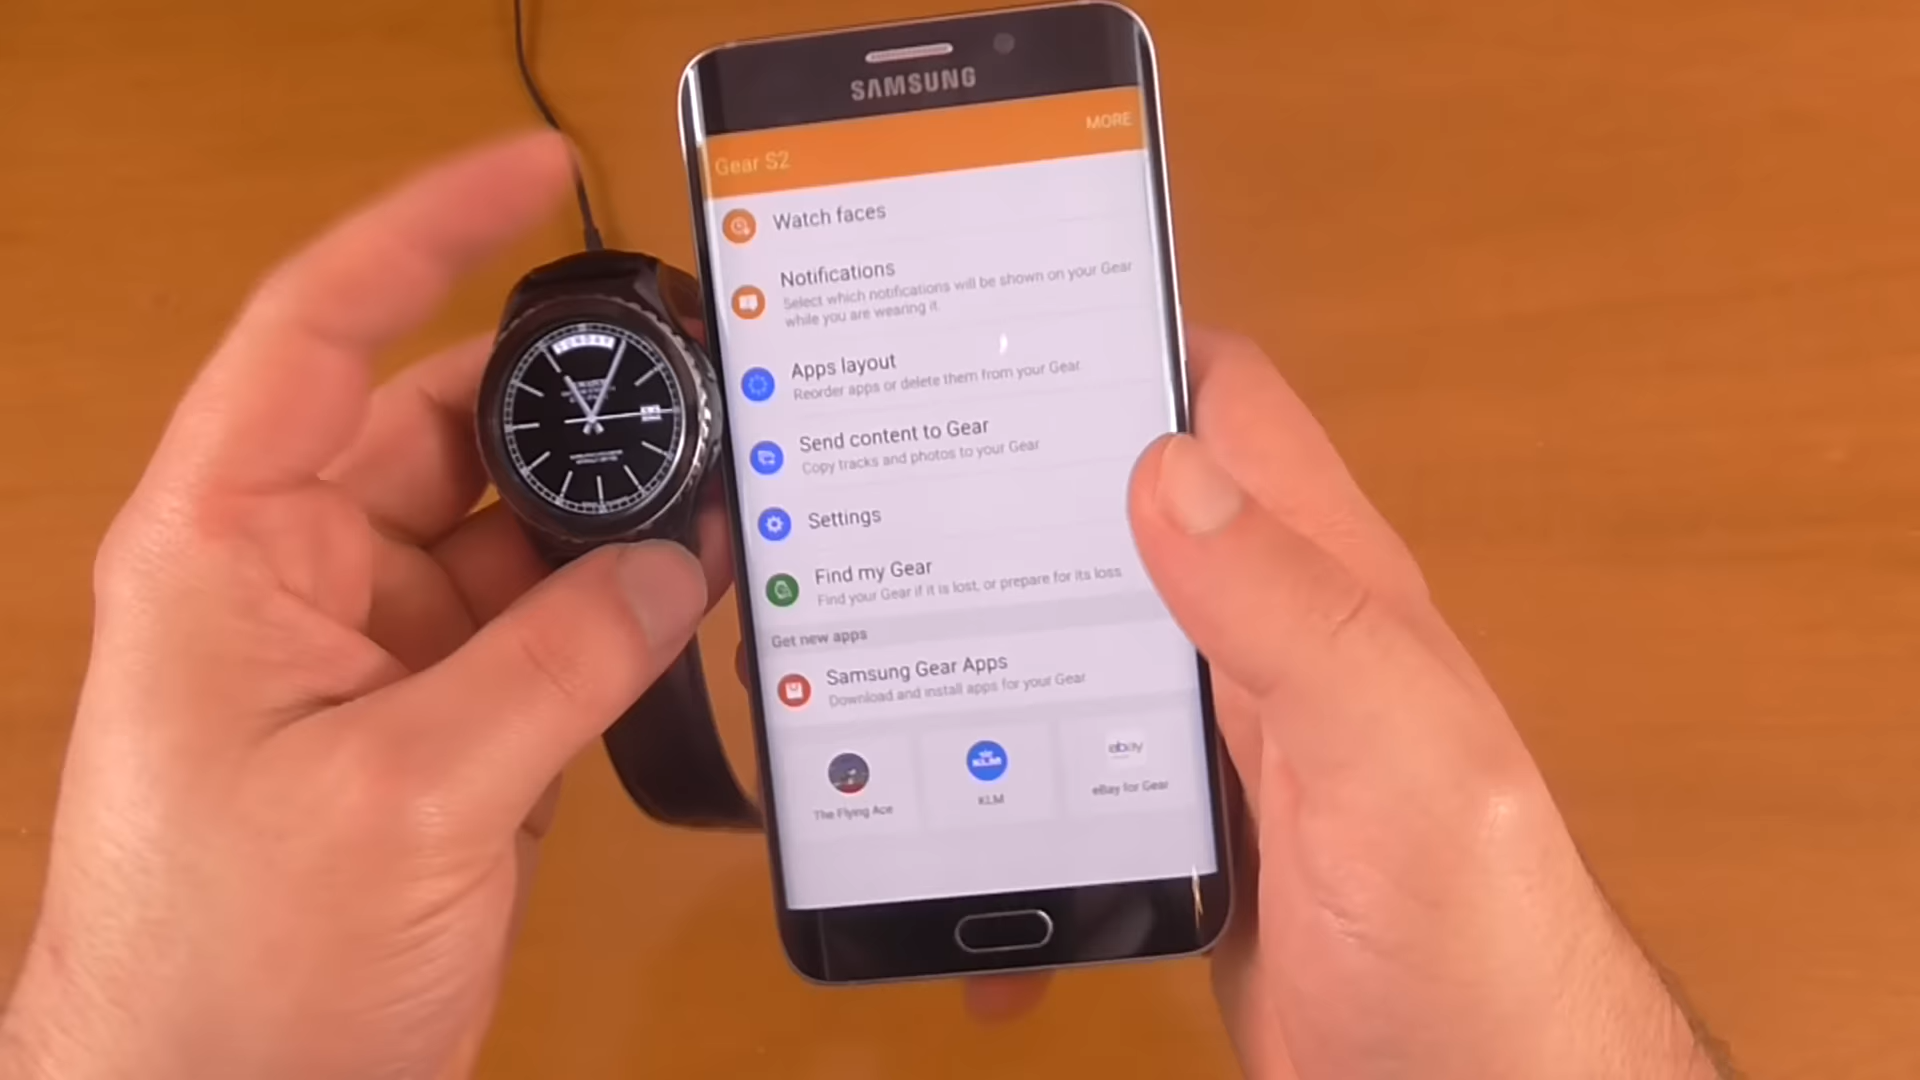 SAMSUNG
MORE
Gear S2
Watch faces
Notifications
Select which notifications will be shown on your Gear
while you are wearing it.
Apps layout
Reorder apps or delete them from your Gear.
Send content to Gear
Copy tracks and photos to your Gear
Settings
Find my Gear
Find your Gear if it is lost, or prepare for its loss
Get new apps
Samsung Gear Apps
Download and install apps for your Gear
KLM
ebay
The Flying Ace
KLM
eBay for Gear
SUNDAY